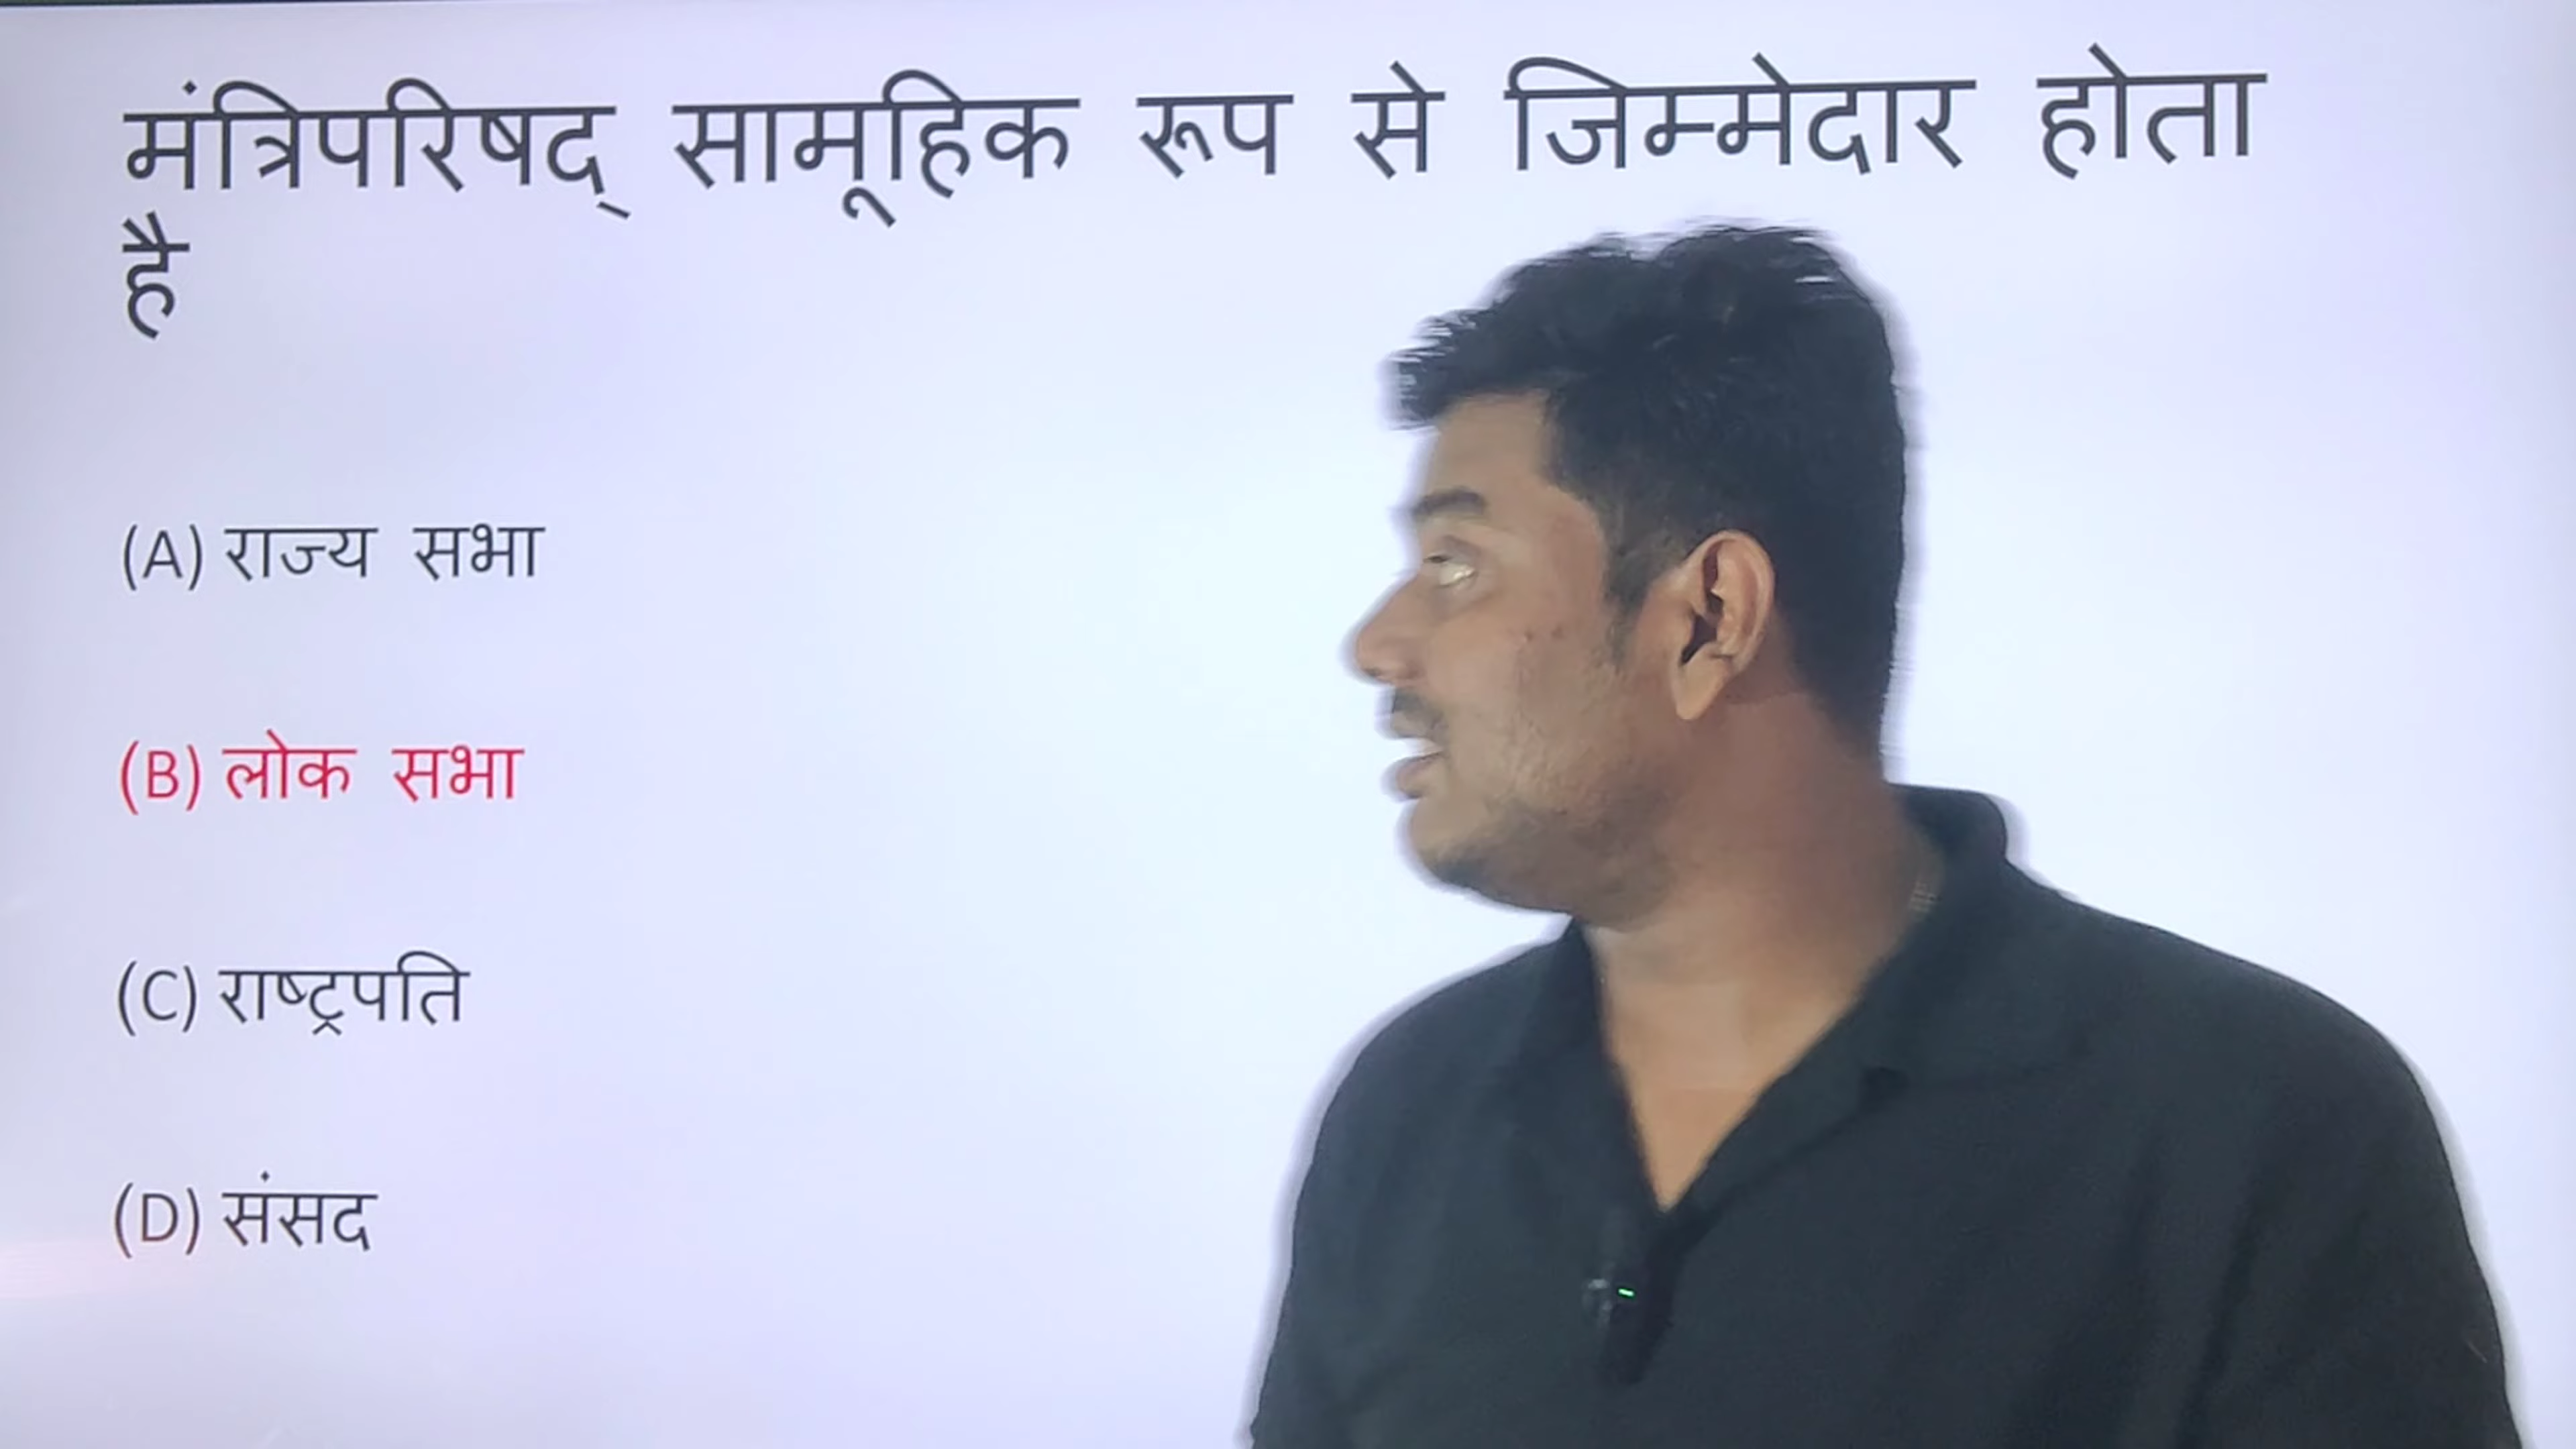 मंत्रिपरिषद् सामूहिक रूप से जिम्मेदार होता
है
(A) राज्य सभा
(B) लोक सभा
(C) राष्ट्रपति
(D) संसद